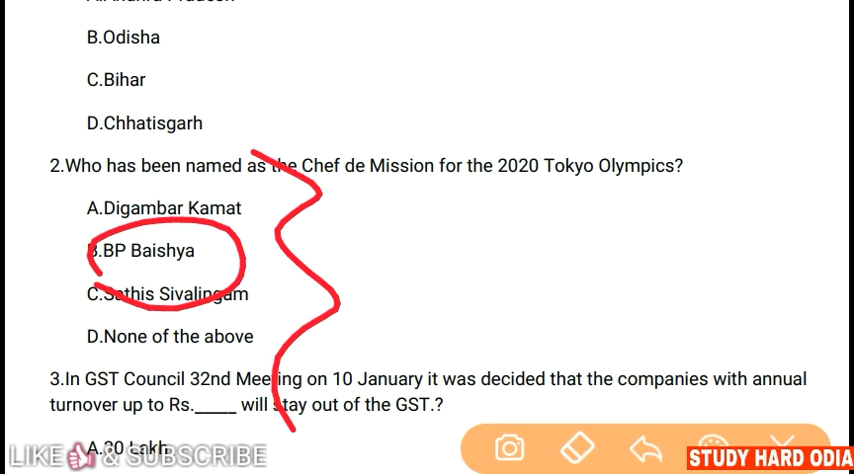 B.Odisha
C.Bihar
D.Chhatisgarh
2.Who has been named as the Chef de Mission for the 2020 Tokyo Olympics?
A.Digambar Kamat
B.BP Baishya
C.Sathis Sivalingam
D.None of the above
3.In GST Council 32nd Meeting on 10 January it was decided that the companies with annual
turnover up to Rs._____ will stay out of the GST.?
A.30 Lakh
LIKE & SUBSCRIBE
STUDY HARD ODIA